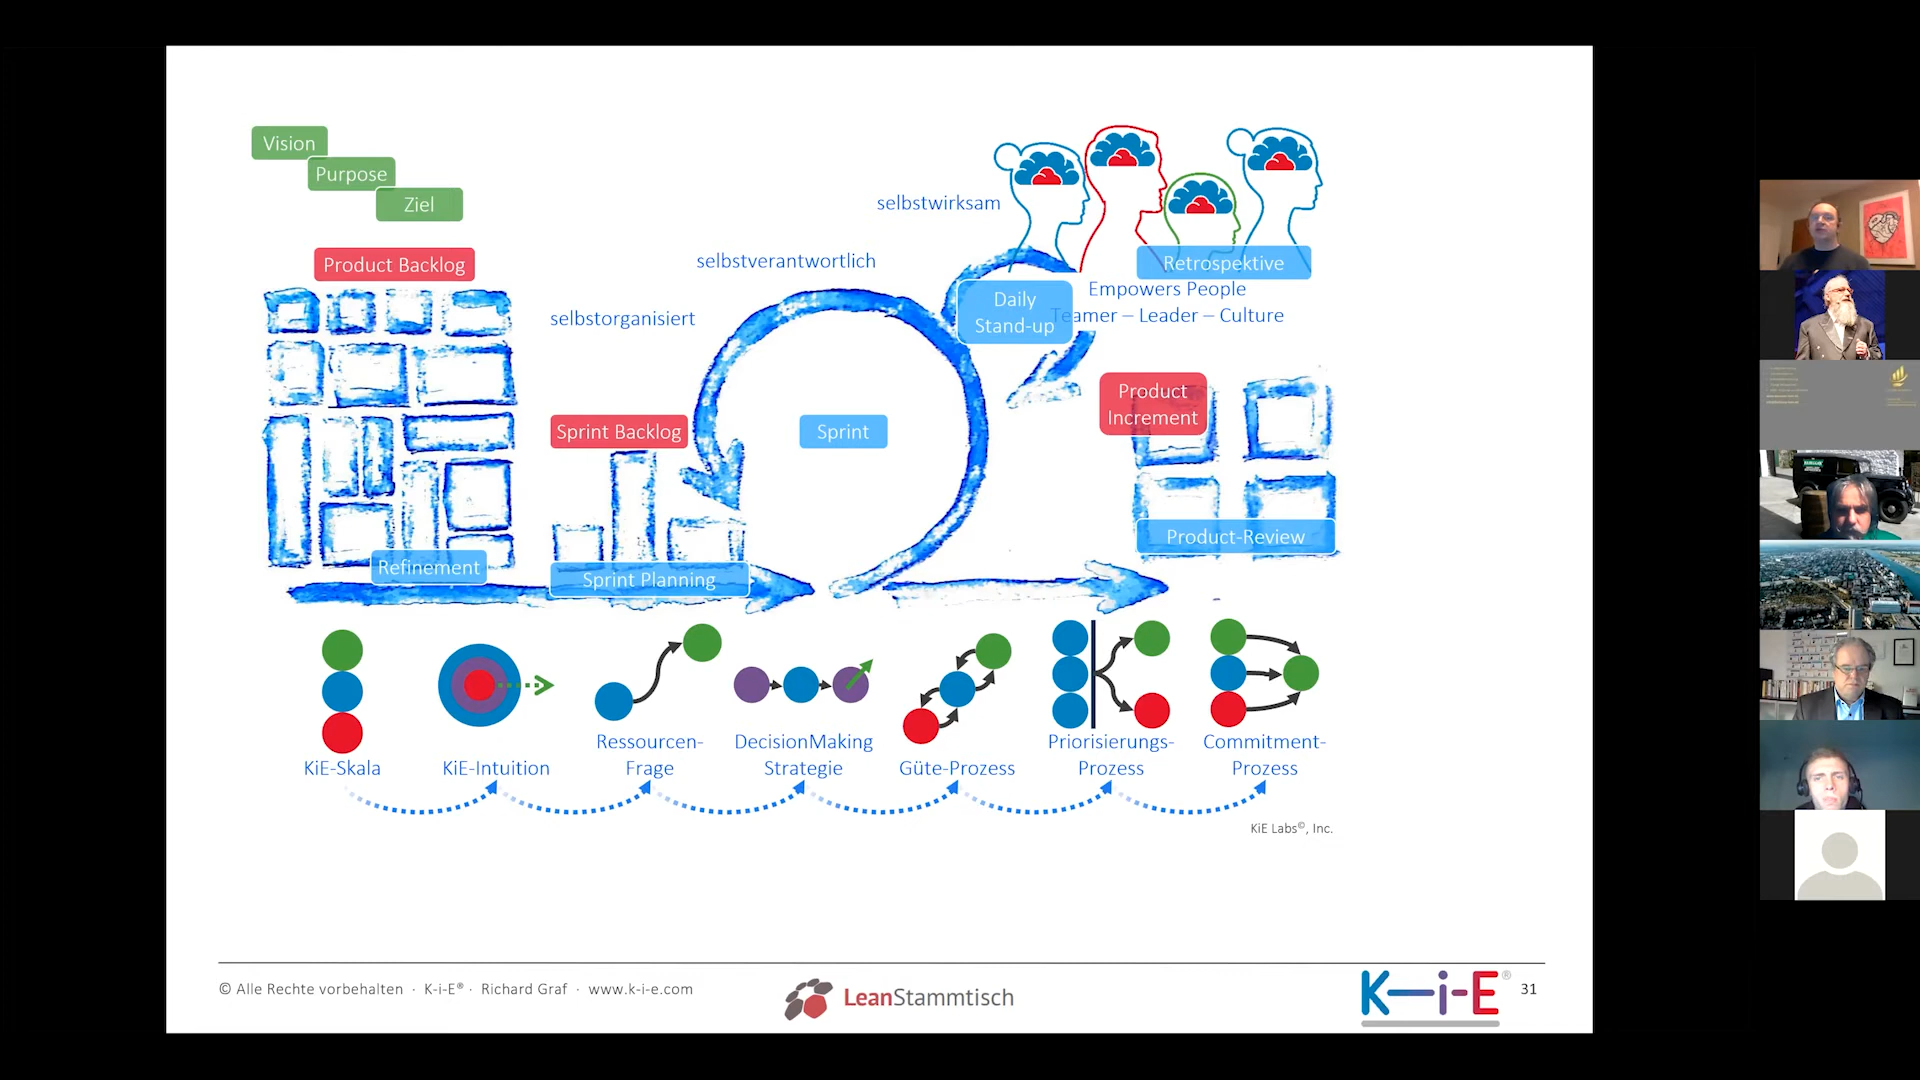 Vision
Purpose
Ziel
Product Backlog
selbstwirksam
selbstverantwortlich
selbstorganisiert
Retrospektive
Daily
Stand-up
Empowers People
Teamer – Leader – Culture
Product
Increment
Sprint Backlog
Sprint
Product-Review
Refinement
Sprint Planning
KiE-Skala
KiE-Intuition
Ressourcen-
Frage
DecisionMaking
Strategie
Güte-Prozess
Priorisierungs-
Prozess
Commitment-
Prozess
KiE Labs©, Inc.
© Alle Rechte vorbehalten · K-i-E® · Richard Graf · www.k-i-e.com
LeanStammtisch
K-i-E®
31